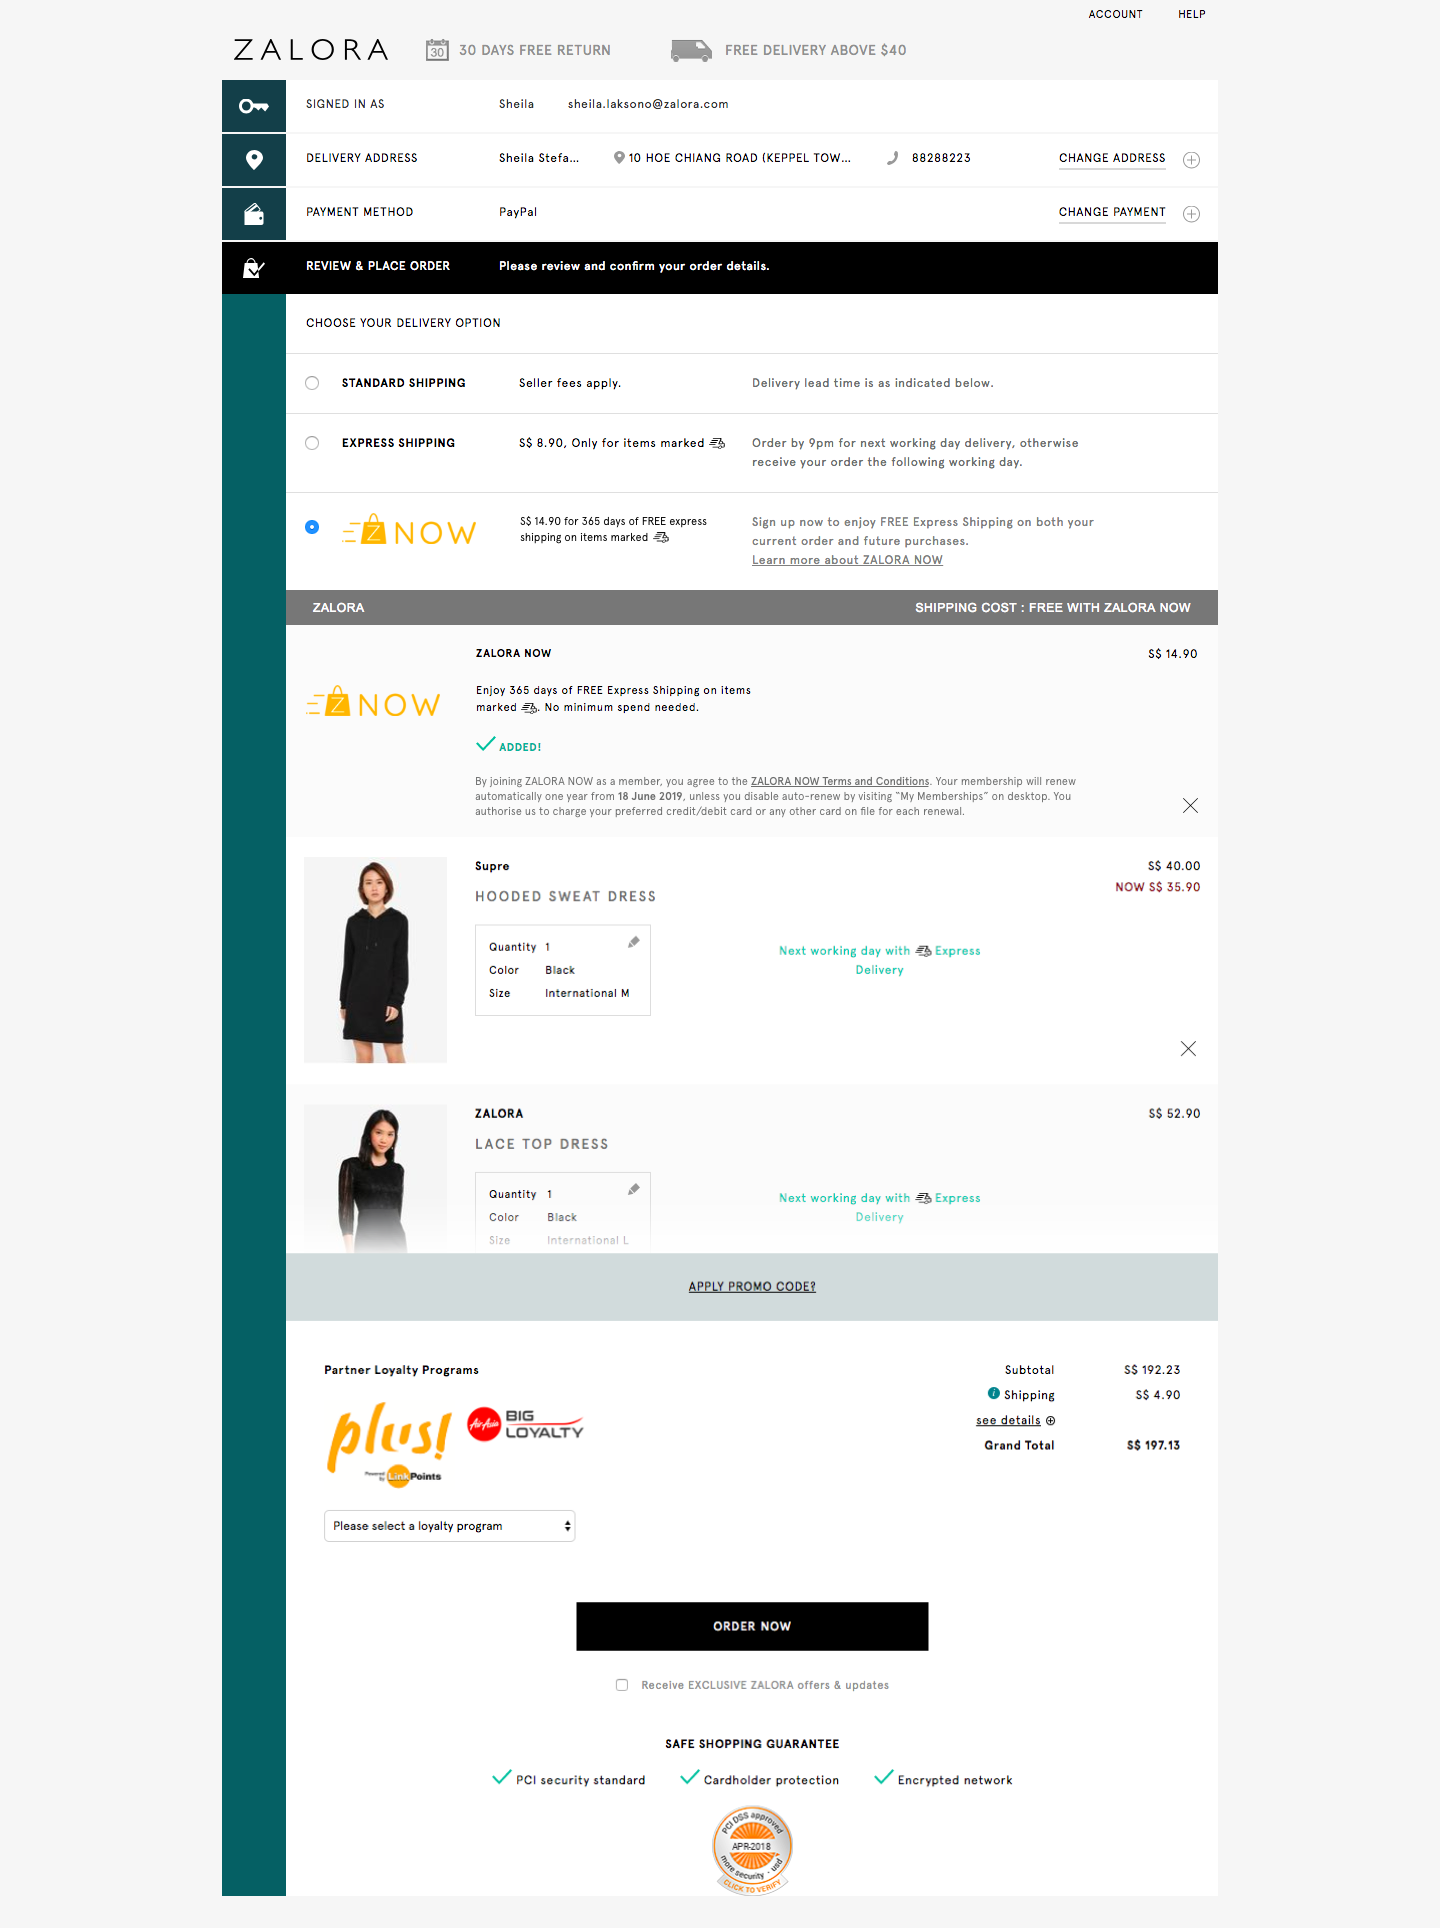 ACCOUNT HELP
ZALORA 30 30 DAYS FREE RETURN FREE DELIVERY ABOVE $40
SIGNED IN AS Sheila sheila.laksono@zalora.com
DELIVERY ADDRESS Sheila Stefa... 10 HOE CHIANG ROAD (KEPPEL TOW... 88288223 CHANGE ADDRESS
PAYMENT METHOD PayPal CHANGE PAYMENT
REVIEW & PLACE ORDER Please review and confirm your order details.
CHOOSE YOUR DELIVERY OPTION
STANDARD SHIPPING Seller fees apply. Delivery lead time is as indicated below.
EXPRESS SHIPPING S$ 8.90, Only for items marked Order by 9pm for next working day delivery, otherwise
receive your order the following working day.
Z NOW S$ 14.90 for 365 days of FREE express
shipping on items marked
Sign up now to enjoy FREE Express Shipping on both your
current order and future purchases.
Learn more about ZALORA NOW
ZALORA SHIPPING COST : FREE WITH ZALORA NOW
ZALORA NOW S$ 14.90
Z NOW
Enjoy 365 days of FREE Express Shipping on items
marked . No minimum spend needed.
ADDED!
By joining ZALORA NOW as a member, you agree to the ZALORA NOW Terms and Conditions. Your membership will renew
automatically one year from 18 June 2019, unless you disable auto-renew by visiting "My Memberships" on desktop. You
authorise us to charge your preferred credit/debit card or any other card on file for each renewal.
Supre S$ 40.00
NOW S$ 35.90
HOODED SWEAT DRESS
Quantity 1
Color Black
Size International M
Next working day with Express
Delivery
ZALORA S$ 52.90
LACE TOP DRESS
Quantity 1
Color Black
Size International L
Next working day with Express
Delivery
APPLY PROMO CODE?
Partner Loyalty Programs
plus!
Powered by LinkPoints
AirAsia BIG
LOYALTY
Subtotal S$ 192.23
i Shipping S$ 4.90
see details
Grand Total S$ 197.13
Please select a loyalty program
ORDER NOW
Receive EXCLUSIVE ZALORA offers & updates
SAFE SHOPPING GUARANTEE
PCI security standard Cardholder protection Encrypted network
PCI DSS approved
APR-2018
more security - usd
CLICK TO VERIFY